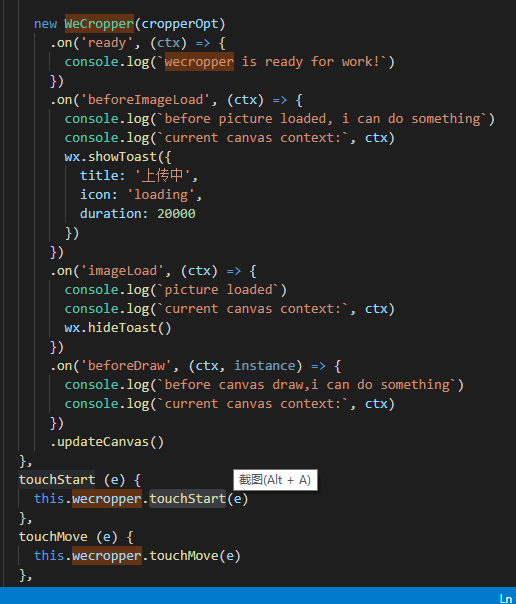 new WeCropper(cropperOpt)
.on('ready', (ctx) => {
console.log(`wecropper is ready for work!`)
})
.on('beforeImageLoad', (ctx) => {
console.log(`before picture loaded, i can do something`)
console.log(`current canvas context:`, ctx)
wx.showToast({
title: '上传中',
icon: 'loading',
duration: 20000
})
})
.on('imageLoad', (ctx) => {
console.log(`picture loaded`)
console.log(`current canvas context:`, ctx)
wx.hideToast()
})
.on('beforeDraw', (ctx, instance) => {
console.log(`before canvas draw,i can do something`)
console.log(`current canvas context:`, ctx)
})
.updateCanvas()
},
touchStart (e) {
截图(Alt + A)
this.wecropper.touchStart(e)
},
touchMove (e) {
this.wecropper.touchMove(e)
},
Ln